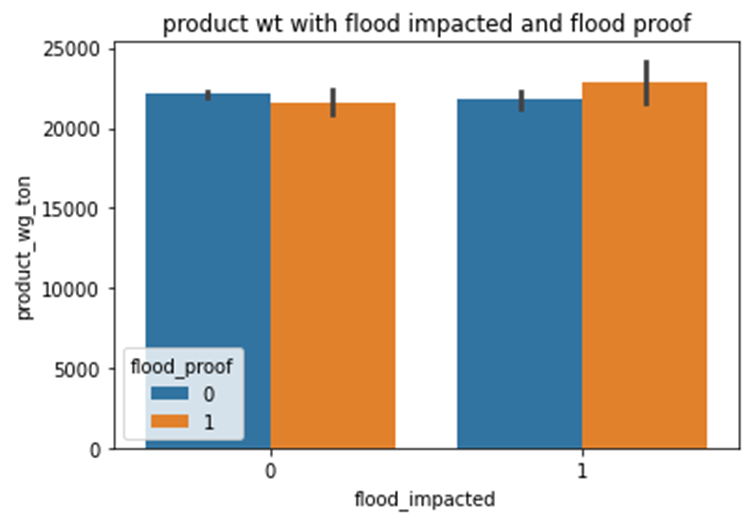 product wt with flood impacted and flood proof
25000
20000
15000
10000
5000
0
product_wg_ton
flood_proof
0
1
0 1
flood_impacted